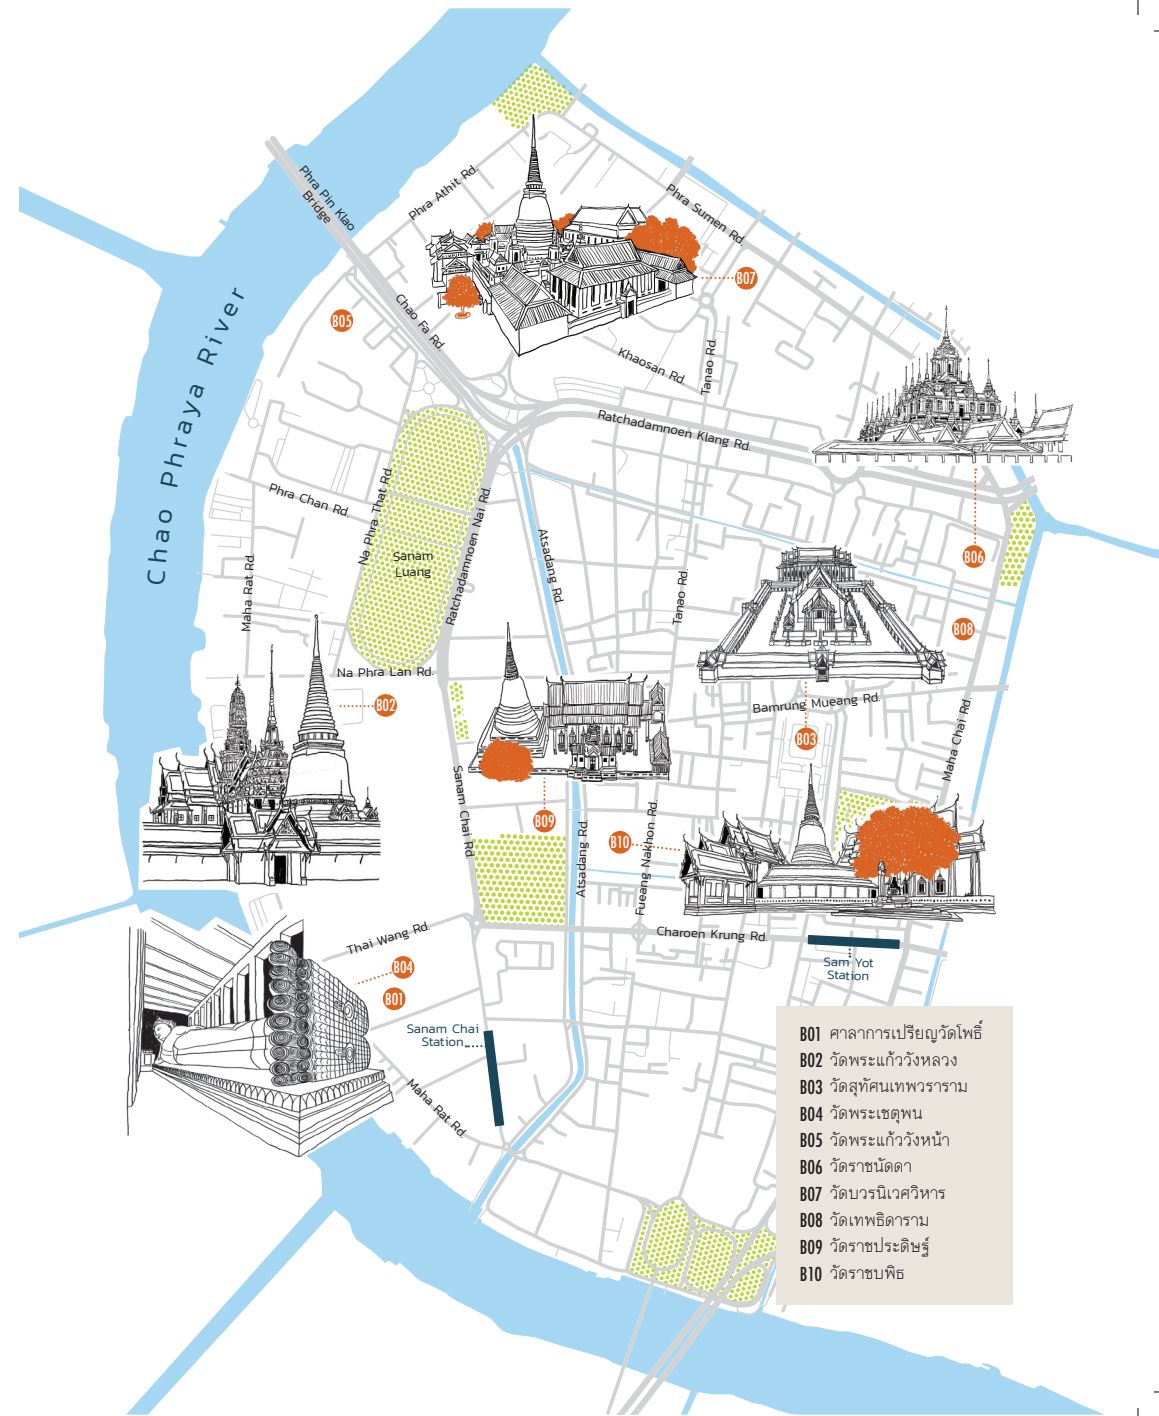 Phra Pin Klao
Bridge
Phra Athit Rd.
Phra Sumen Rd.
B07
B05
Chao Fa Rd.
Chao Phraya River
Khaosan Rd.
Tanao Rd.
Ratchadamnoen Klang Rd.
Phra Chan Rd.
Na Phra That Rd.
Ratchadamnoen Nai Rd.
Sanam
Luang
Atsadang Rd.
Maha Rat Rd.
Tanao Rd.
B06
B08
Na Phra Lan Rd.
B02
Bamrung Mueang Rd.
B03
Maha Chai Rd.
Sanam Chai Rd.
B09
B10
Atsadang Rd.
Fueang Nakhon Rd.
Thai Wang Rd.
Charoen Krung Rd.
Sam Yot
Station
B04
B01
Sanam Chai
Station
Maha Rat Rd.
B01 ศาลาการเปรียญวัดโพธิ์
B02 วัดพระแก้ววังหลวง
B03 วัดสุทัศนเทพวราราม
B04 วัดพระเชตุพน
B05 วัดพระแก้ววังหน้า
B06 วัดราชนัดดา
B07 วัดบวรนิเวศวิหาร
B08 วัดเทพธิดาราม
B09 วัดราชประดิษฐ์
B10 วัดราชบพิธ